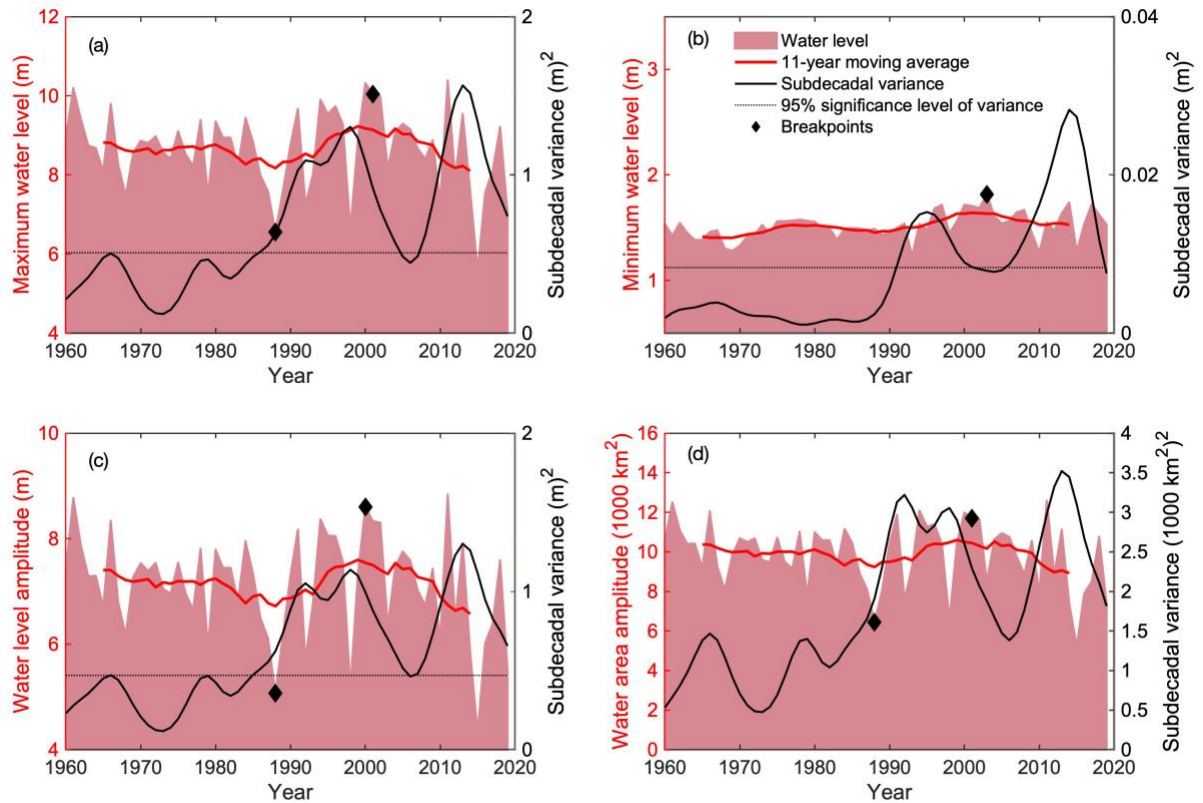 (a)
Maximum water level (m)
12
10
8
6
4
2
1
0
Subdecadal variance (m)2
1960 1970 1980 1990 2000 2010 2020
Year
(b)
Minimum water level (m)
3
2
1
0.04
0.02
0
Subdecadal variance (m)2
Water level
11-year moving average
Subdecadal variance
95% significance level of variance
Breakpoints
1960 1970 1980 1990 2000 2010 2020
Year
(c)
Water level amplitude (m)
10
8
6
4
2
1
0
Subdecadal variance (m)2
1960 1970 1980 1990 2000 2010 2020
Year
(d)
Water area amplitude (1000 km2)
16
14
12
10
8
6
4
2
0
4
3.5
3
2.5
2
1.5
1
0.5
0
Subdecadal variance (1000 km2)2
1960 1970 1980 1990 2000 2010 2020
Year